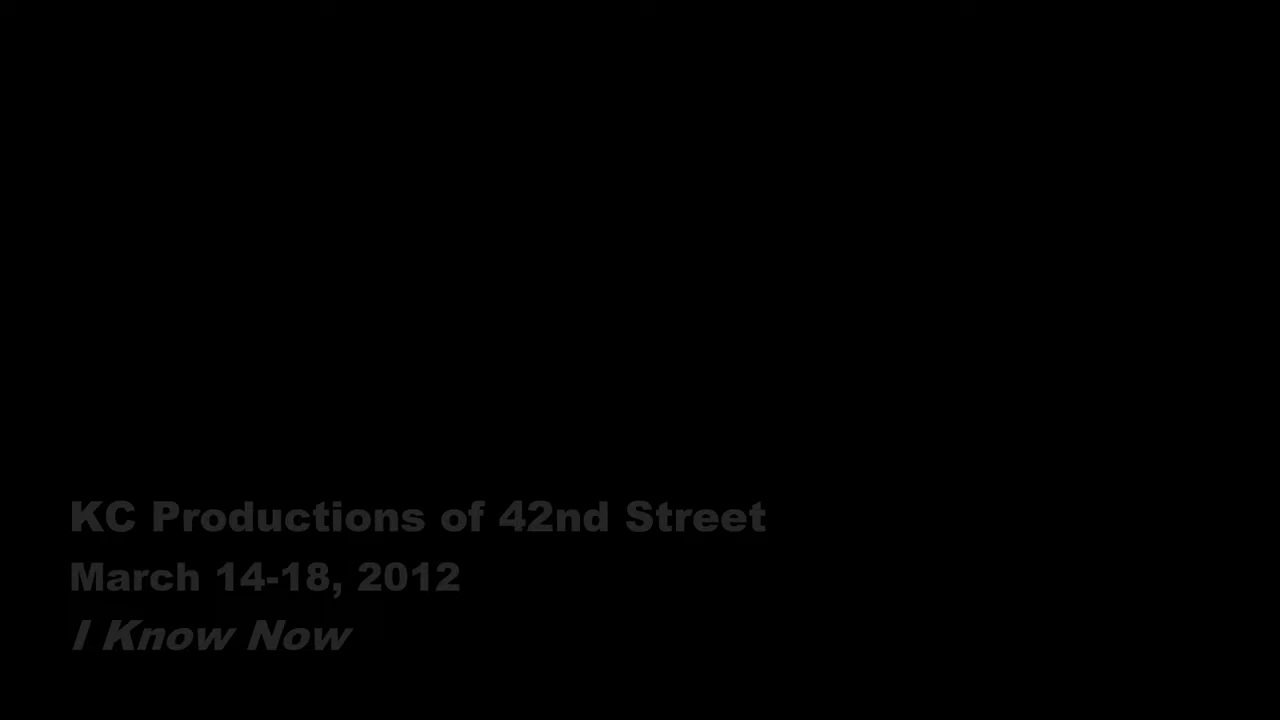 KC Productions of 42nd Street
March 14-18, 2012
I Know Now